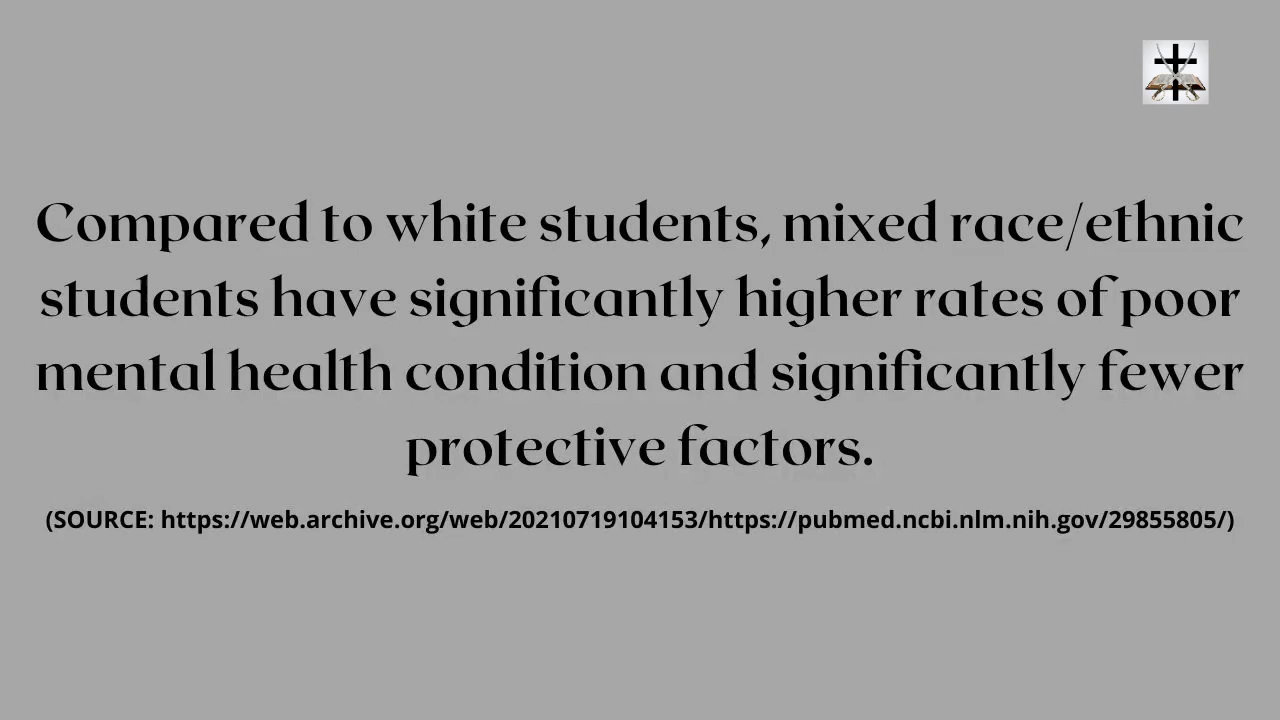 Compared to white students, mixed race/ethnic
students have significantly higher rates of poor
mental health condition and significantly fewer
protective factors.
(SOURCE: https://web.archive.org/web/20210719104153/https://pubmed.ncbi.nlm.nih.gov/29855805/)